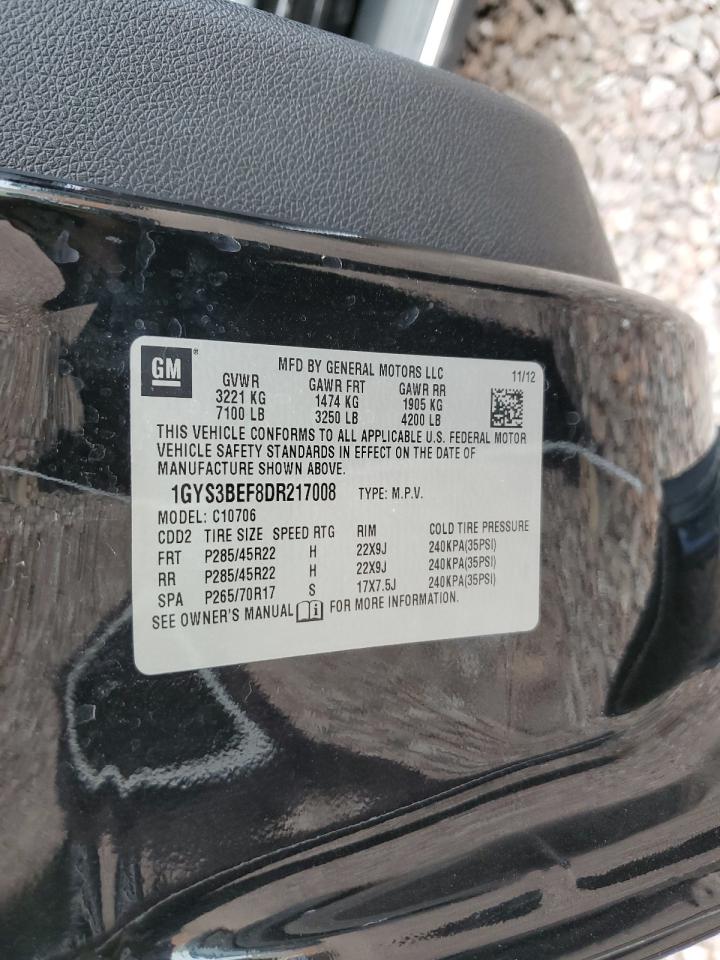 GM® MFD BY GENERAL MOTORS LLC 11/12
GVWR GAWR FRT GAWR RR
3221 KG 1474 KG 1905 KG
7100 LB 3250 LB 4200 LB
THIS VEHICLE CONFORMS TO ALL APPLICABLE U.S. FEDERAL MOTOR
VEHICLE SAFETY STANDARDS IN EFFECT ON THE DATE OF
MANUFACTURE SHOWN ABOVE.
1GYS3BEF8DR217008 TYPE: M.P.V.
MODEL: C10706
CDD2 TIRE SIZE SPEED RTG RIM COLD TIRE PRESSURE
FRT P285/45R22 H 22X9J 240KPA(35PSI)
RR P285/45R22 H 22X9J 240KPA(35PSI)
SPA P265/70R17 S 17X7.5J 240KPA(35PSI)
SEE OWNER'S MANUAL FOR MORE INFORMATION.